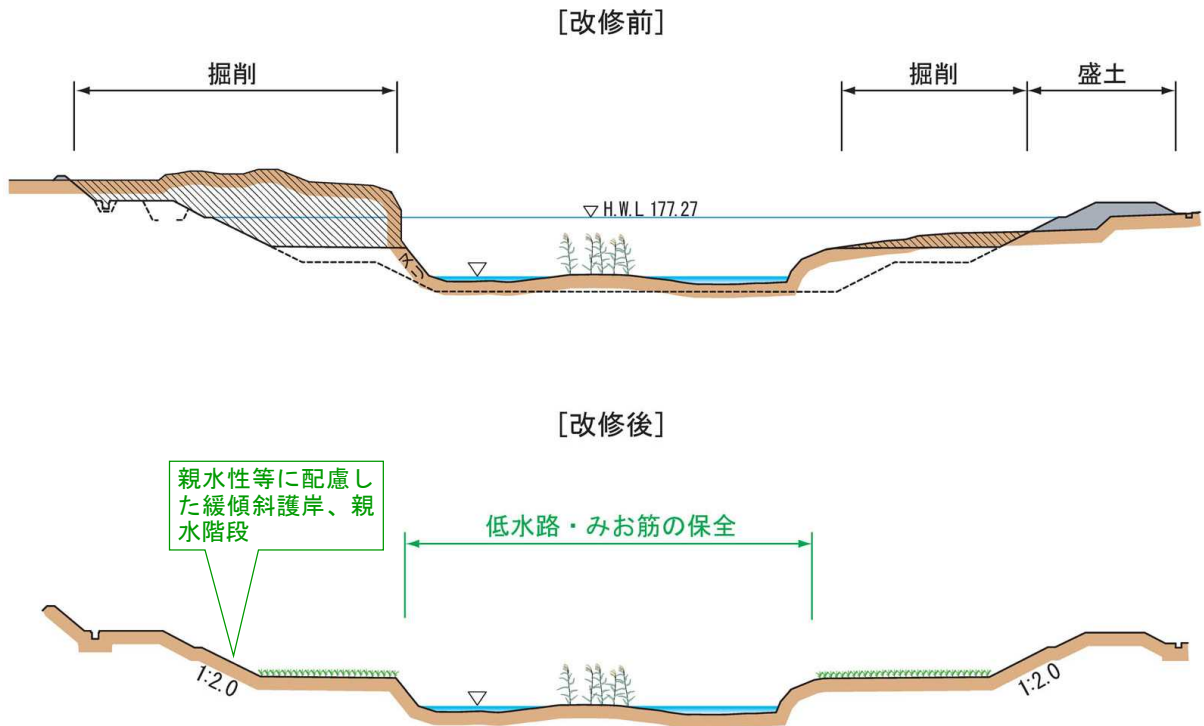 [改修前]
掘削
掘削
盛土
H.W.L 177.27
[改修後]
親水性等に配慮し
た緩傾斜護岸、親
水階段
低水路・みお筋の保全
1:2.0
1:2.0